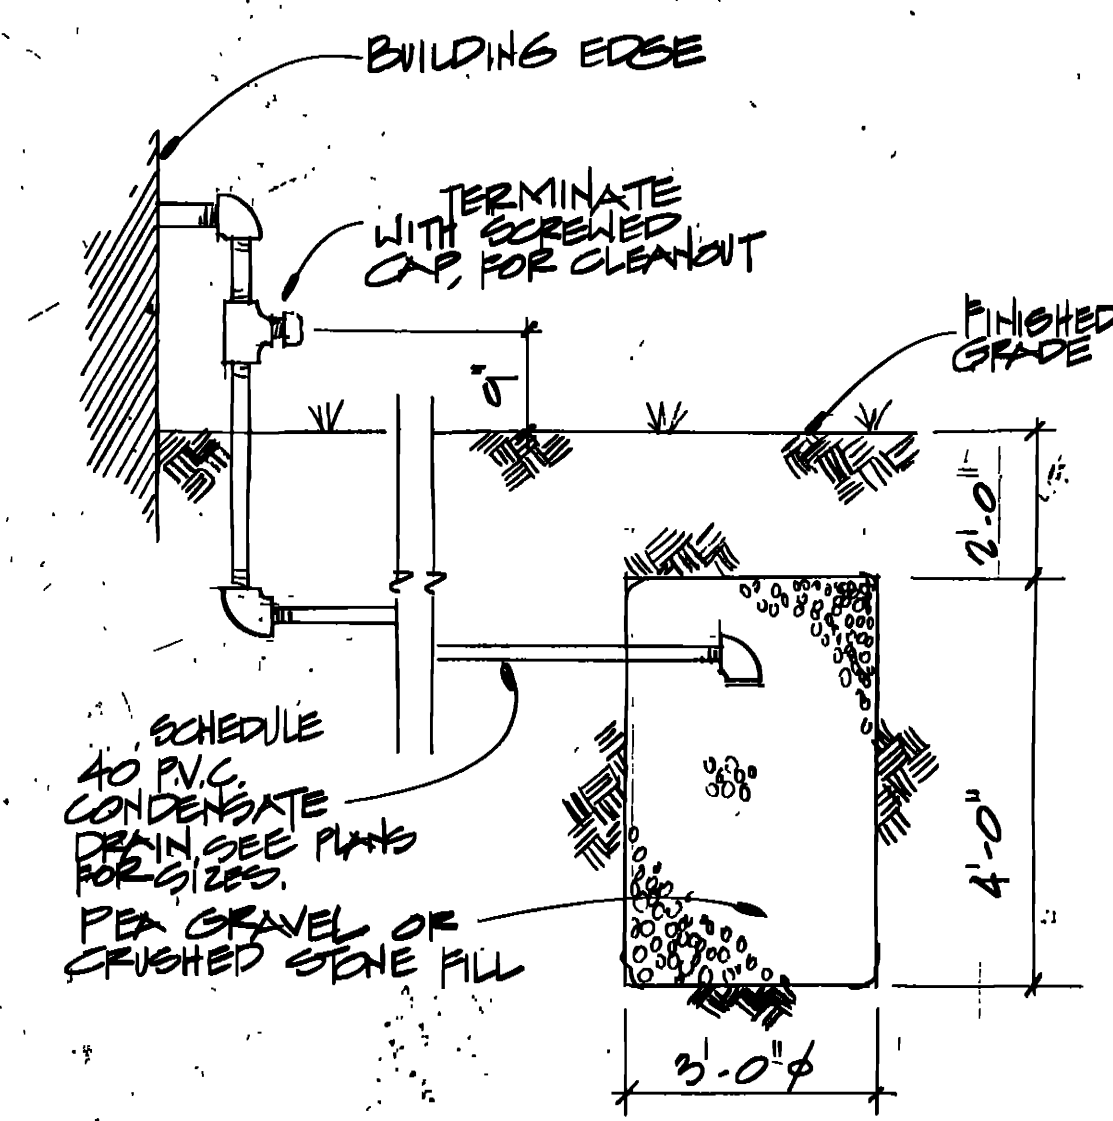 BUILDING EDGE
TERMINATE
WITH SCREWED
CAP, FOR CLEANOUT
FINISHED
GRADE
2'-0"
SCHEDULE
40 P.V.C.
CONDENSATE
DRAIN, SEE PLANS
FOR SIZES.
4'-0"
PEA GRAVEL OR
CRUSHED STONE FILL
3'-0"φ